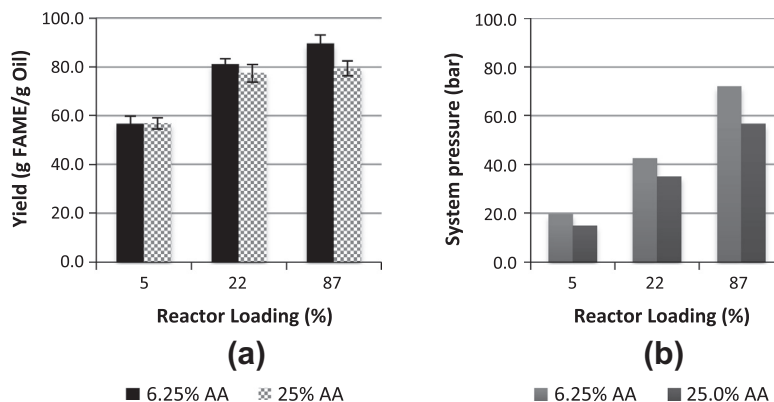 Yield (g FAME/g Oil)
100.0
80.0
60.0
40.0
20.0
0.0
5 22 87
Reactor Loading (%)
(a)
6.25% AA 25% AA
System pressure (bar)
100.0
80.0
60.0
40.0
20.0
0.0
5 22 87
Reactor Loading (%)
(b)
6.25% AA 25.0% AA